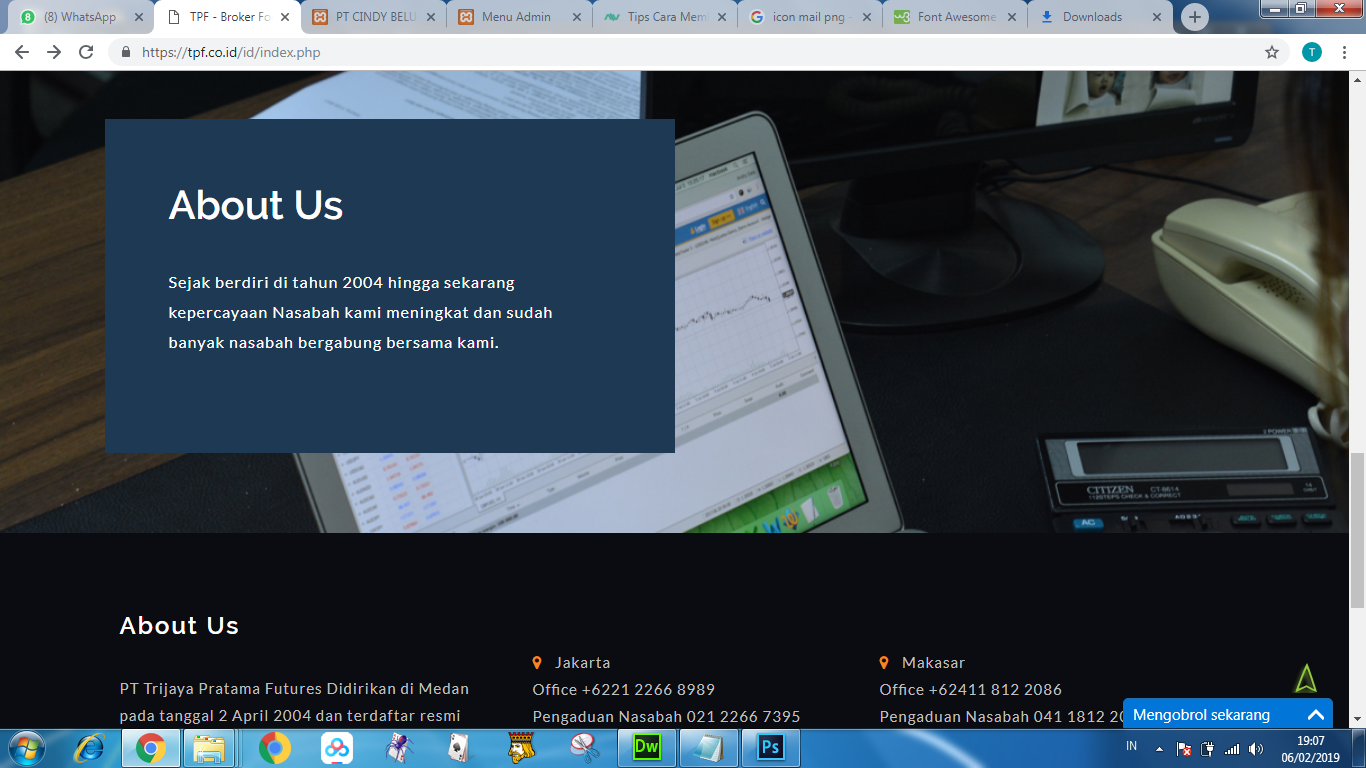 (8) WhatsApp
TPF - Broker Fo
PT CINDY BELU
Menu Admin
Tips Cara Mem
icon mail png -
Font Awesome
Downloads
https://tpf.co.id/id/index.php
T
About Us
Sejak berdiri di tahun 2004 hingga sekarang
kepercayaan Nasabah kami meningkat dan sudah
banyak nasabah bergabung bersama kami.
CITIZEN
CT-8614
AC
About Us
PT Trijaya Pratama Futures Didirikan di Medan
pada tanggal 2 April 2004 dan terdaftar resmi
Jakarta
Office +6221 2266 8989
Pengaduan Nasabah 021 2266 7395
Makasar
Office +62411 812 2086
Pengaduan Nasabah 041 1812 20
Mengobrol sekarang
Dw
Ps
IN
19:07
06/02/2019